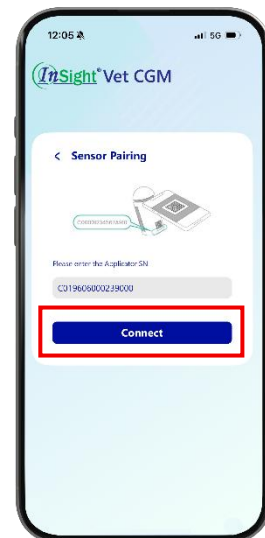 12:05
5G
InSight® Vet CGM
< Sensor Pairing
Please enter the Applicator SN
C019606000239000
Connect